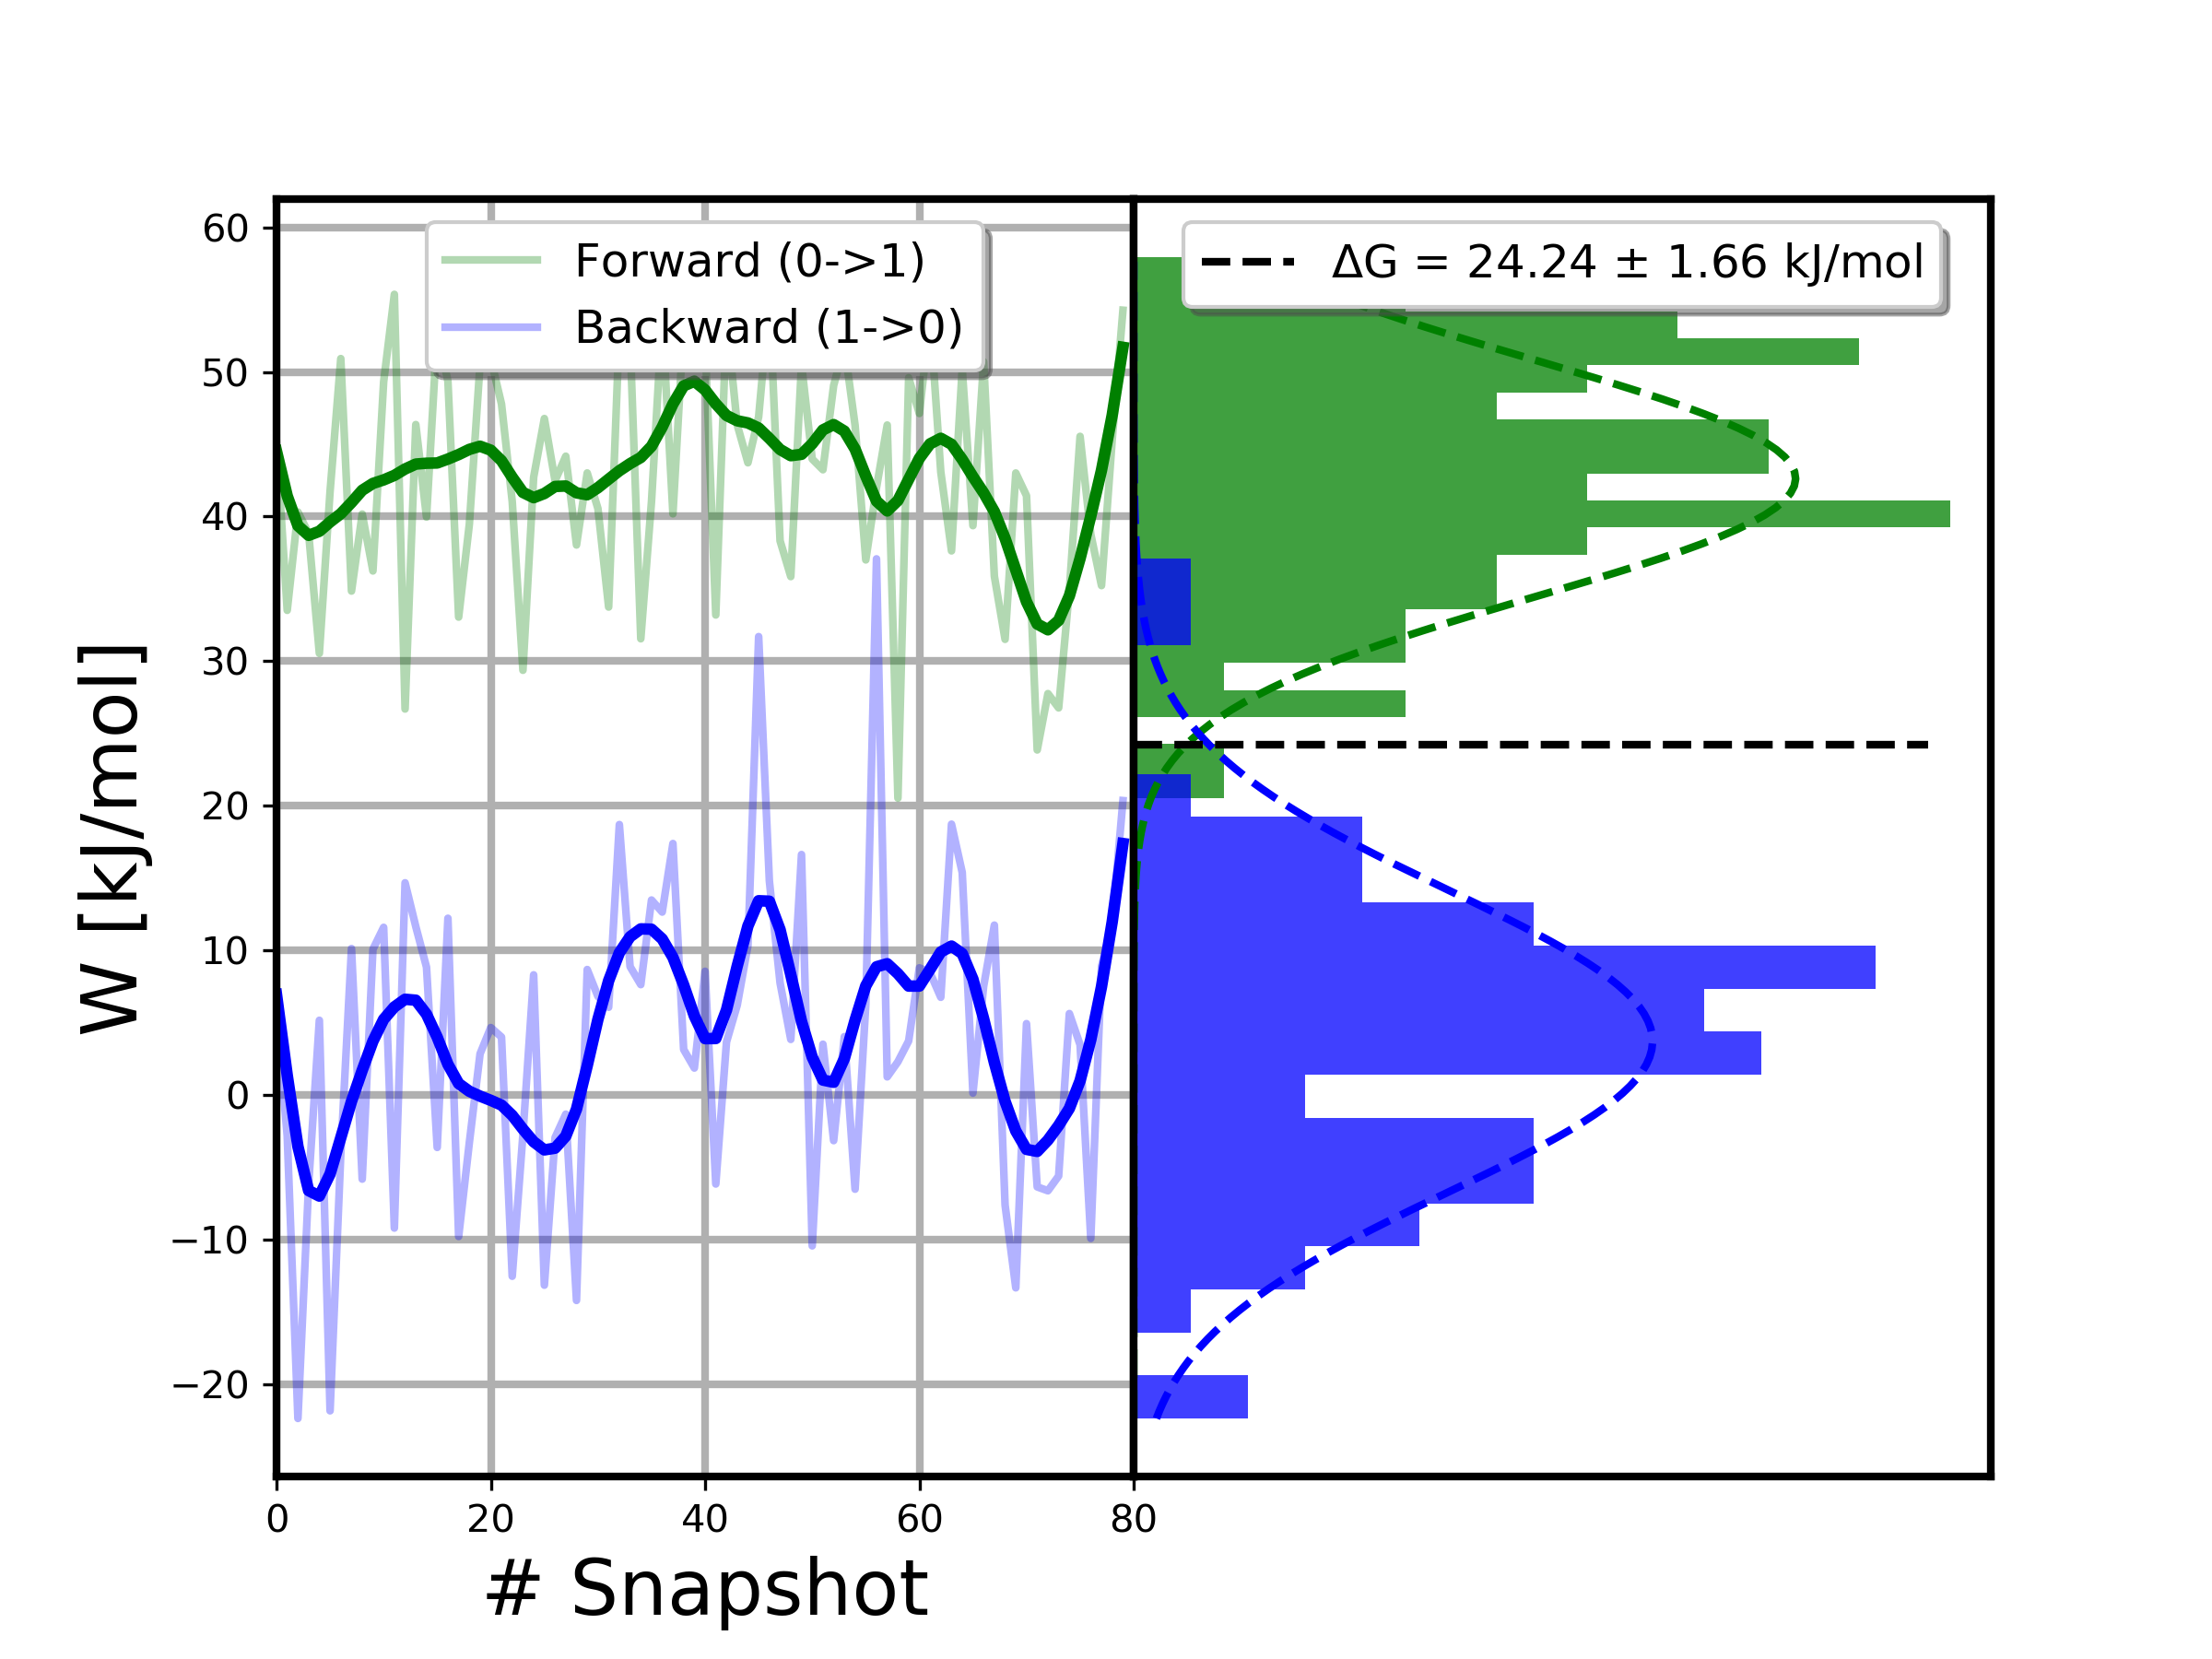 Forward (0->1)
Backward (1->0)
ΔG = 24.24 ± 1.66 kJ/mol
60
50
40
30
20
10
0
−10
−20
W [kJ/mol]
0 20 40 60 80
# Snapshot